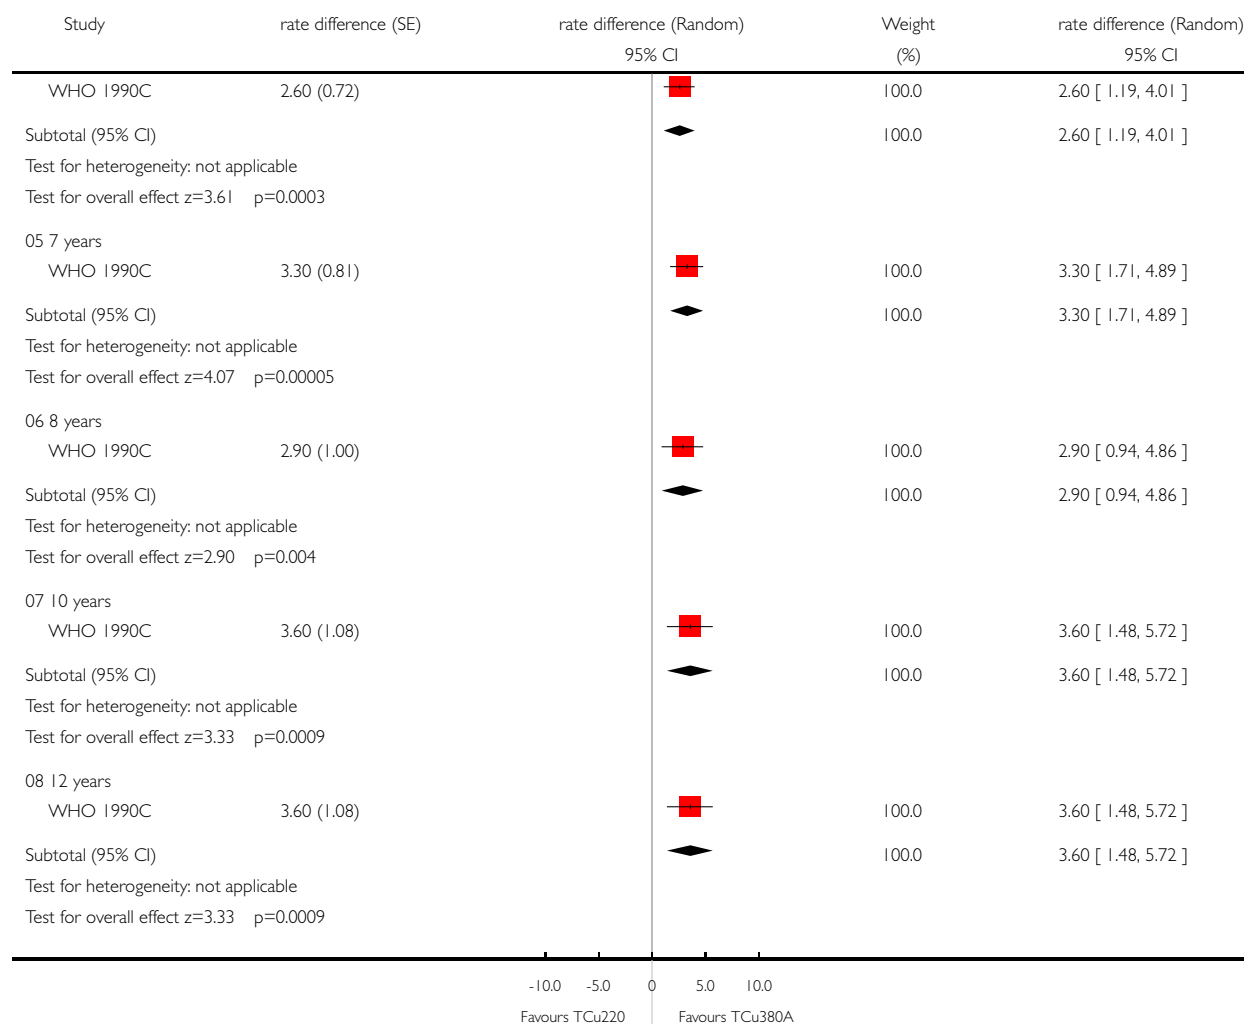 Study rate difference (SE) rate difference (Random) Weight rate difference (Random)
95% CI (%) 95% CI
WHO 1990C 2.60 (0.72) 100.0 2.60 [ 1.19, 4.01 ]
Subtotal (95% CI) 100.0 2.60 [ 1.19, 4.01 ]
Test for heterogeneity: not applicable
Test for overall effect z=3.61 p=0.0003
05 7 years
WHO 1990C 3.30 (0.81) 100.0 3.30 [ 1.71, 4.89 ]
Subtotal (95% CI) 100.0 3.30 [ 1.71, 4.89 ]
Test for heterogeneity: not applicable
Test for overall effect z=4.07 p=0.00005
06 8 years
WHO 1990C 2.90 (1.00) 100.0 2.90 [ 0.94, 4.86 ]
Subtotal (95% CI) 100.0 2.90 [ 0.94, 4.86 ]
Test for heterogeneity: not applicable
Test for overall effect z=2.90 p=0.004
07 10 years
WHO 1990C 3.60 (1.08) 100.0 3.60 [ 1.48, 5.72 ]
Subtotal (95% CI) 100.0 3.60 [ 1.48, 5.72 ]
Test for heterogeneity: not applicable
Test for overall effect z=3.33 p=0.0009
08 12 years
WHO 1990C 3.60 (1.08) 100.0 3.60 [ 1.48, 5.72 ]
Subtotal (95% CI) 100.0 3.60 [ 1.48, 5.72 ]
Test for heterogeneity: not applicable
Test for overall effect z=3.33 p=0.0009
-10.0 -5.0 0 5.0 10.0
Favours TCu220 Favours TCu380A